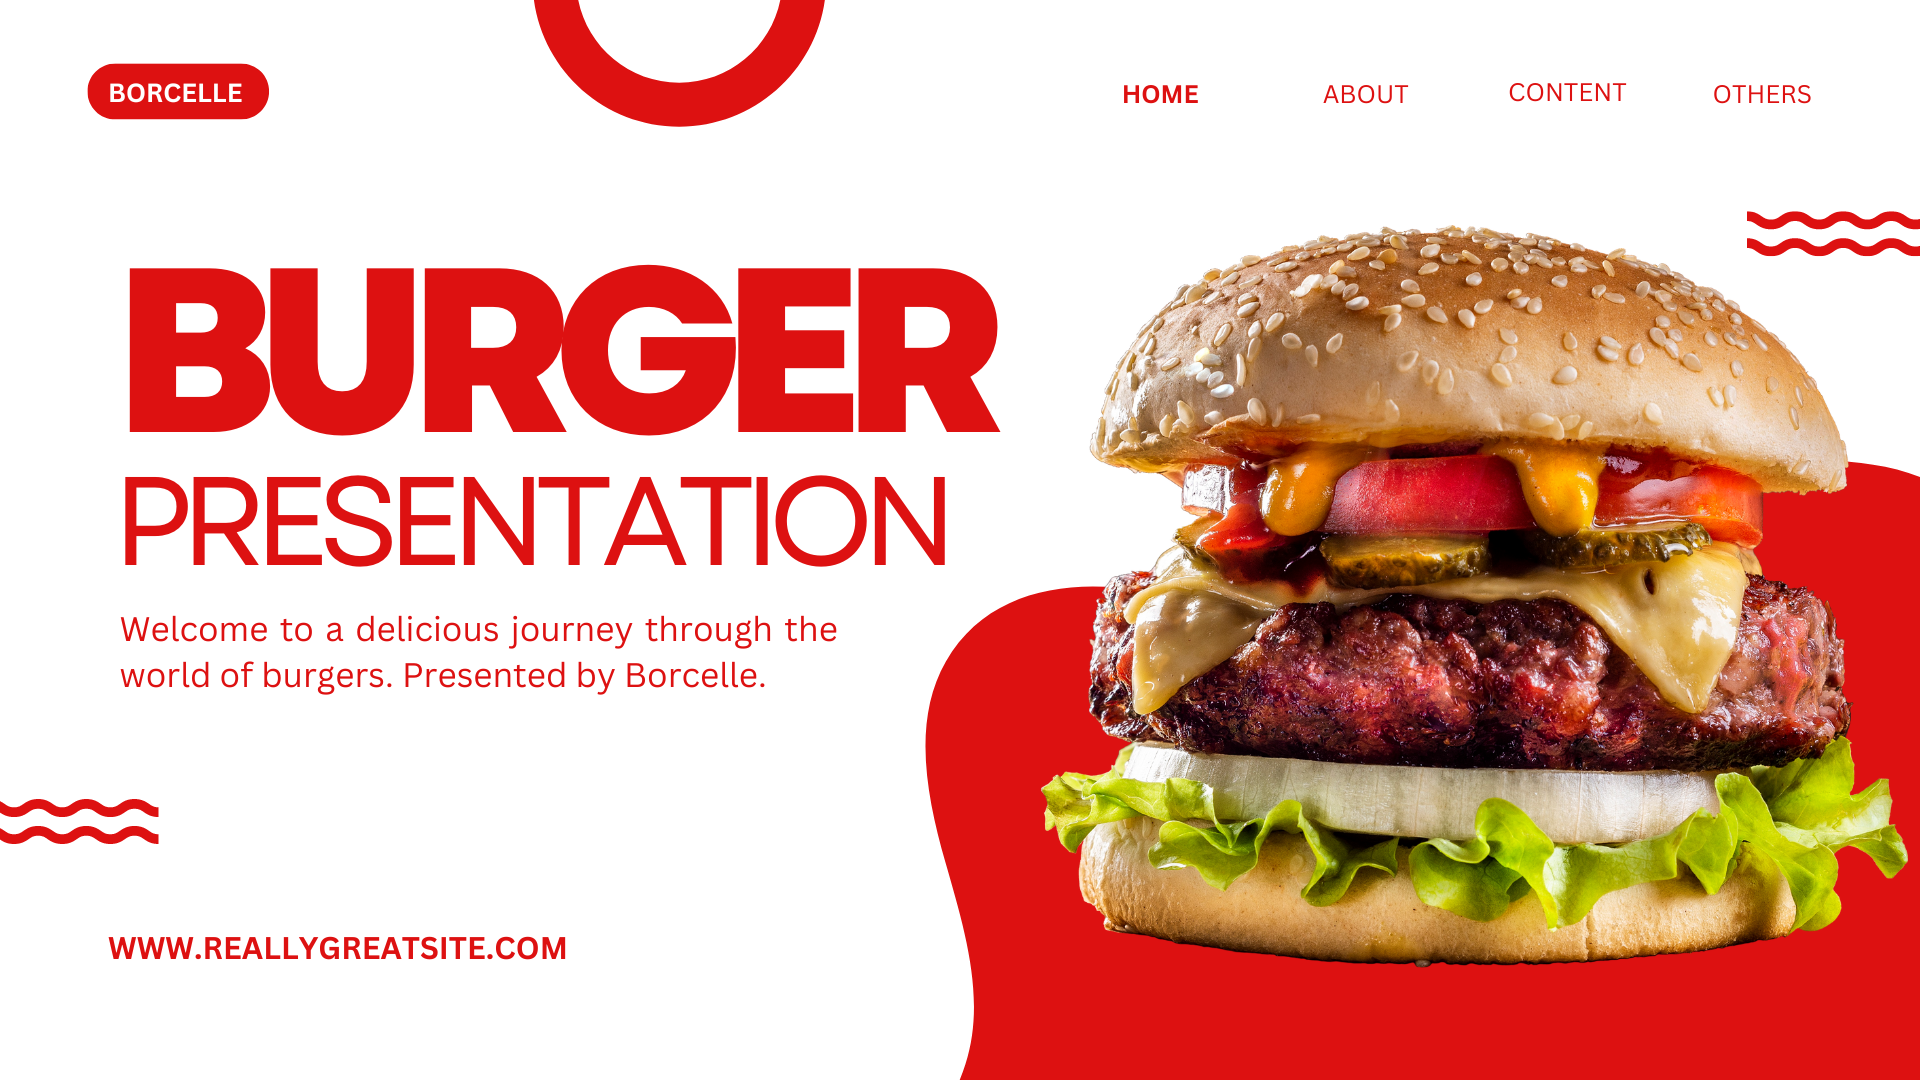 BORCELLE
HOME
ABOUT
CONTENT
OTHERS
BURGER
PRESENTATION
Welcome to a delicious journey through the
world of burgers. Presented by Borcelle.
WWW.REALLYGREATSITE.COM